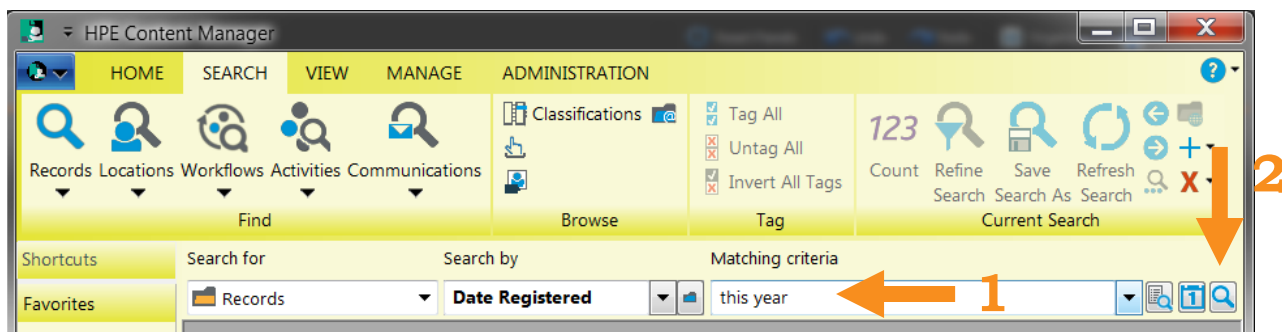 HPE Content Manager
HOME SEARCH VIEW MANAGE ADMINISTRATION
Records Locations Workflows Activities Communications
Find
Classifications
Browse
Tag All
Untag All
Invert All Tags
Tag
123
Count Refine Search Save Search As Refresh Search
Current Search
2
Shortcuts
Favorites
Search for Search by Matching criteria
Records Date Registered this year
1